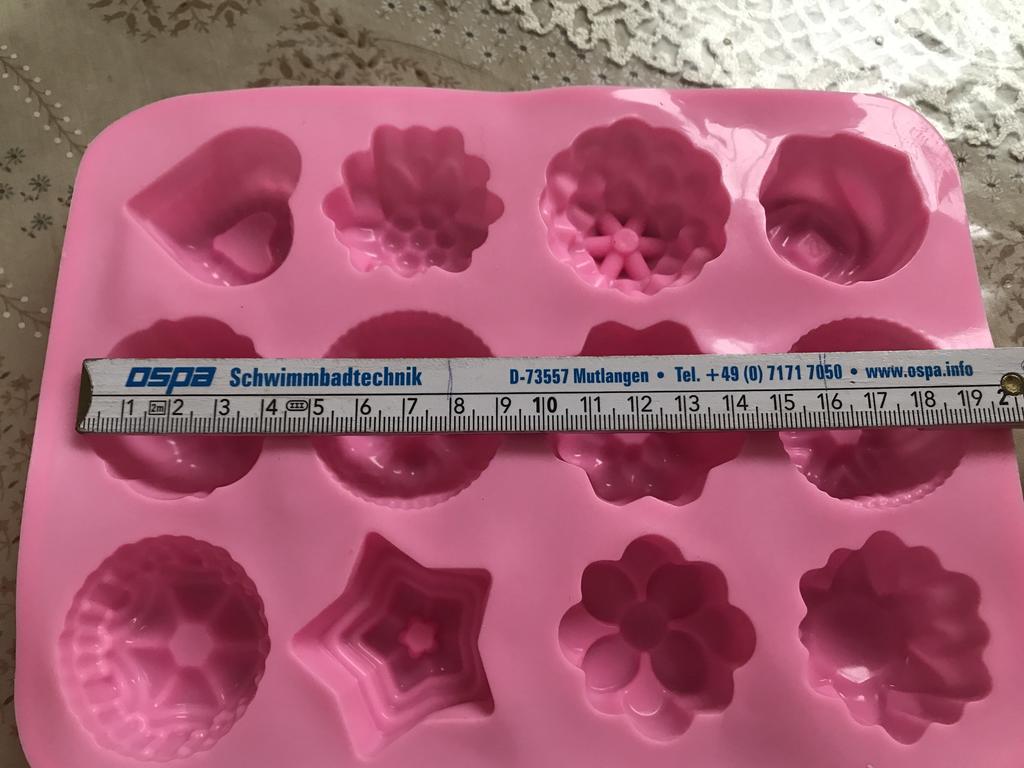 ospa Schwimmbadtechnik D-73557 Mutlangen • Tel. +49 (0) 7171 7050 • www.ospa.info
1 2m 2 3 4 5 6 7 8 9 10 11 12 13 14 15 16 17 18 19 2